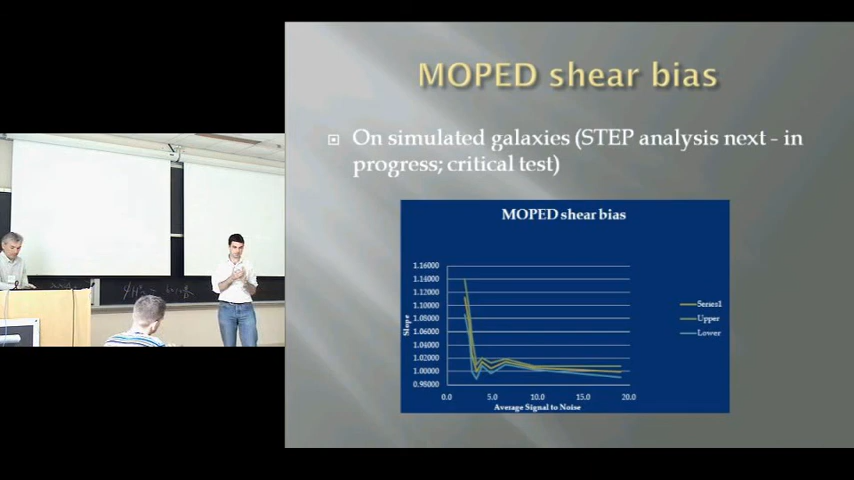 MOPED shear bias
On simulated galaxies (STEP analysis next - in
progress; critical test)
MOPED shear bias
1.16000
1.14000
1.12000
1.10000
1.08000
1.06000
1.04000
1.02000
1.00000
0.98000
Slope
0.0 5.0 10.0 15.0 20.0
Average Signal to Noise
Series1
Upper
Lower